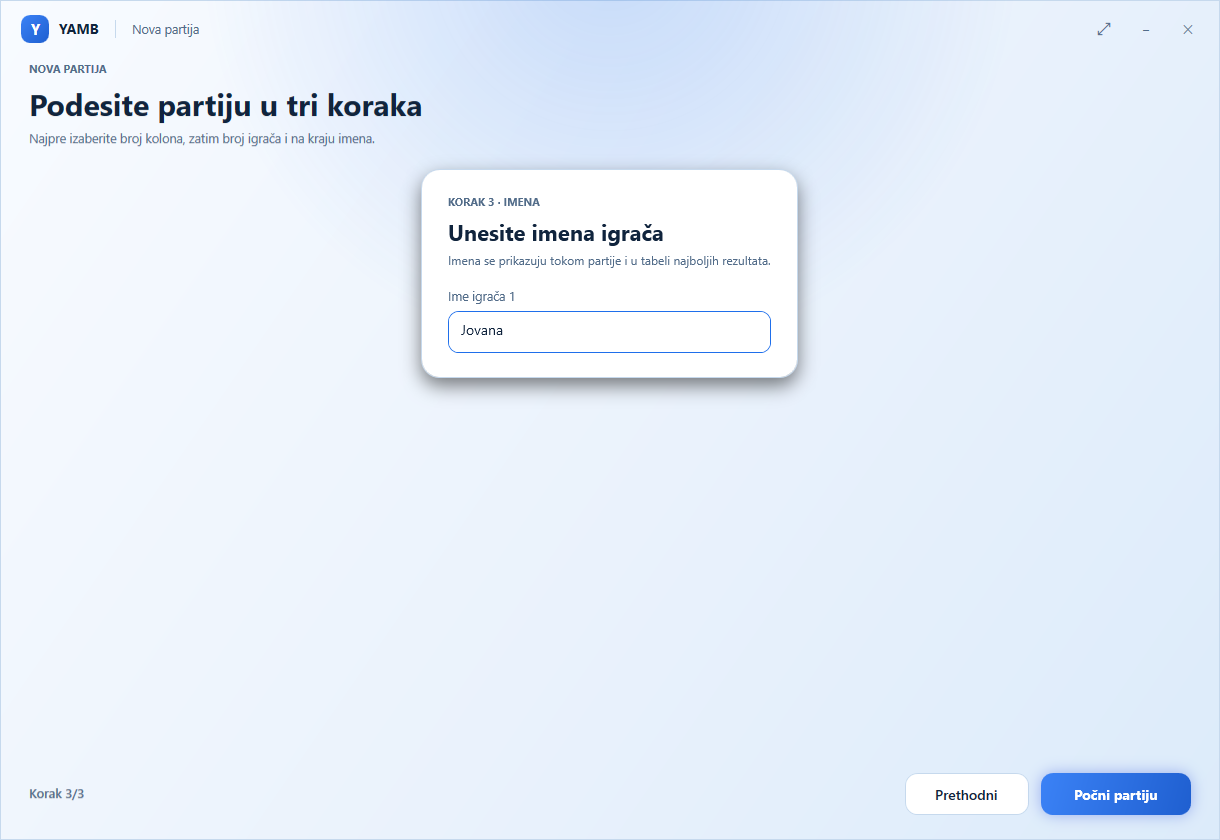 Y YAMB Nova partija
NOVA PARTIJA
Podesite partiju u tri koraka
Najpre izaberite broj kolona, zatim broj igrača i na kraju imena.
KORAK 3 · IMENA
Unesite imena igrača
Imena se prikazuju tokom partije i u tabeli najboljih rezultata.
Ime igrača 1
Jovana
Korak 3/3
Prethodni
Počni partiju